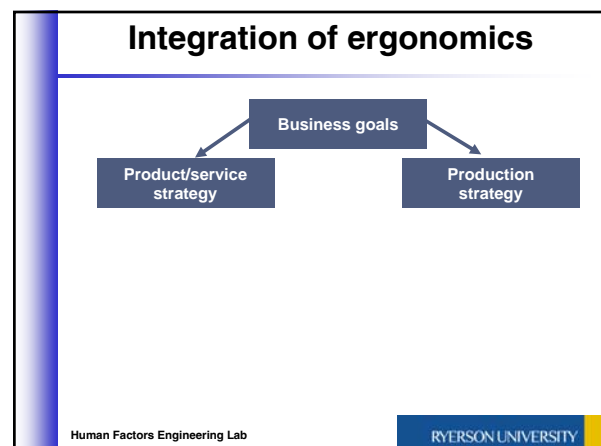 Integration of ergonomics
Business goals
Product/service
strategy
Production
strategy
Human Factors Engineering Lab
RYERSON UNIVERSITY